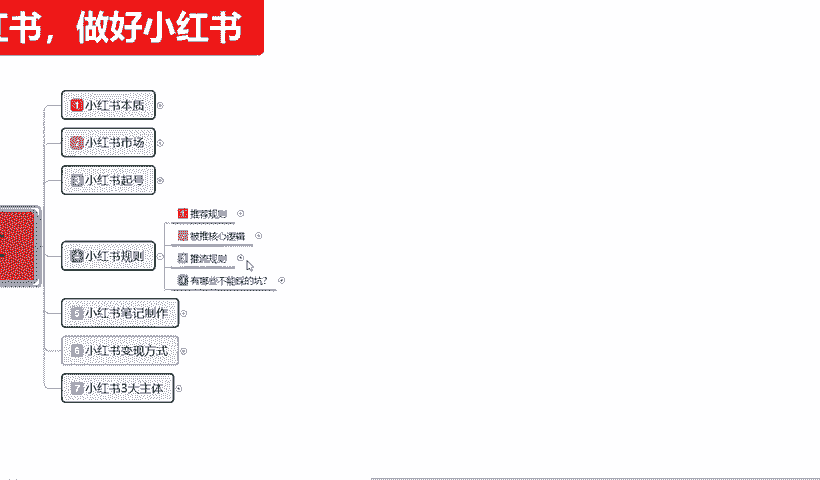 红书，做好小红书
1 小红书本质
2 小红书市场
3 小红书起号
4 小红书规则
1 推荐规则
2 被推核心逻辑
3 推流规则
4 有哪些不能踩的坑?
5 小红书笔记制作
6 小红书变现方式
7 小红书3大主体